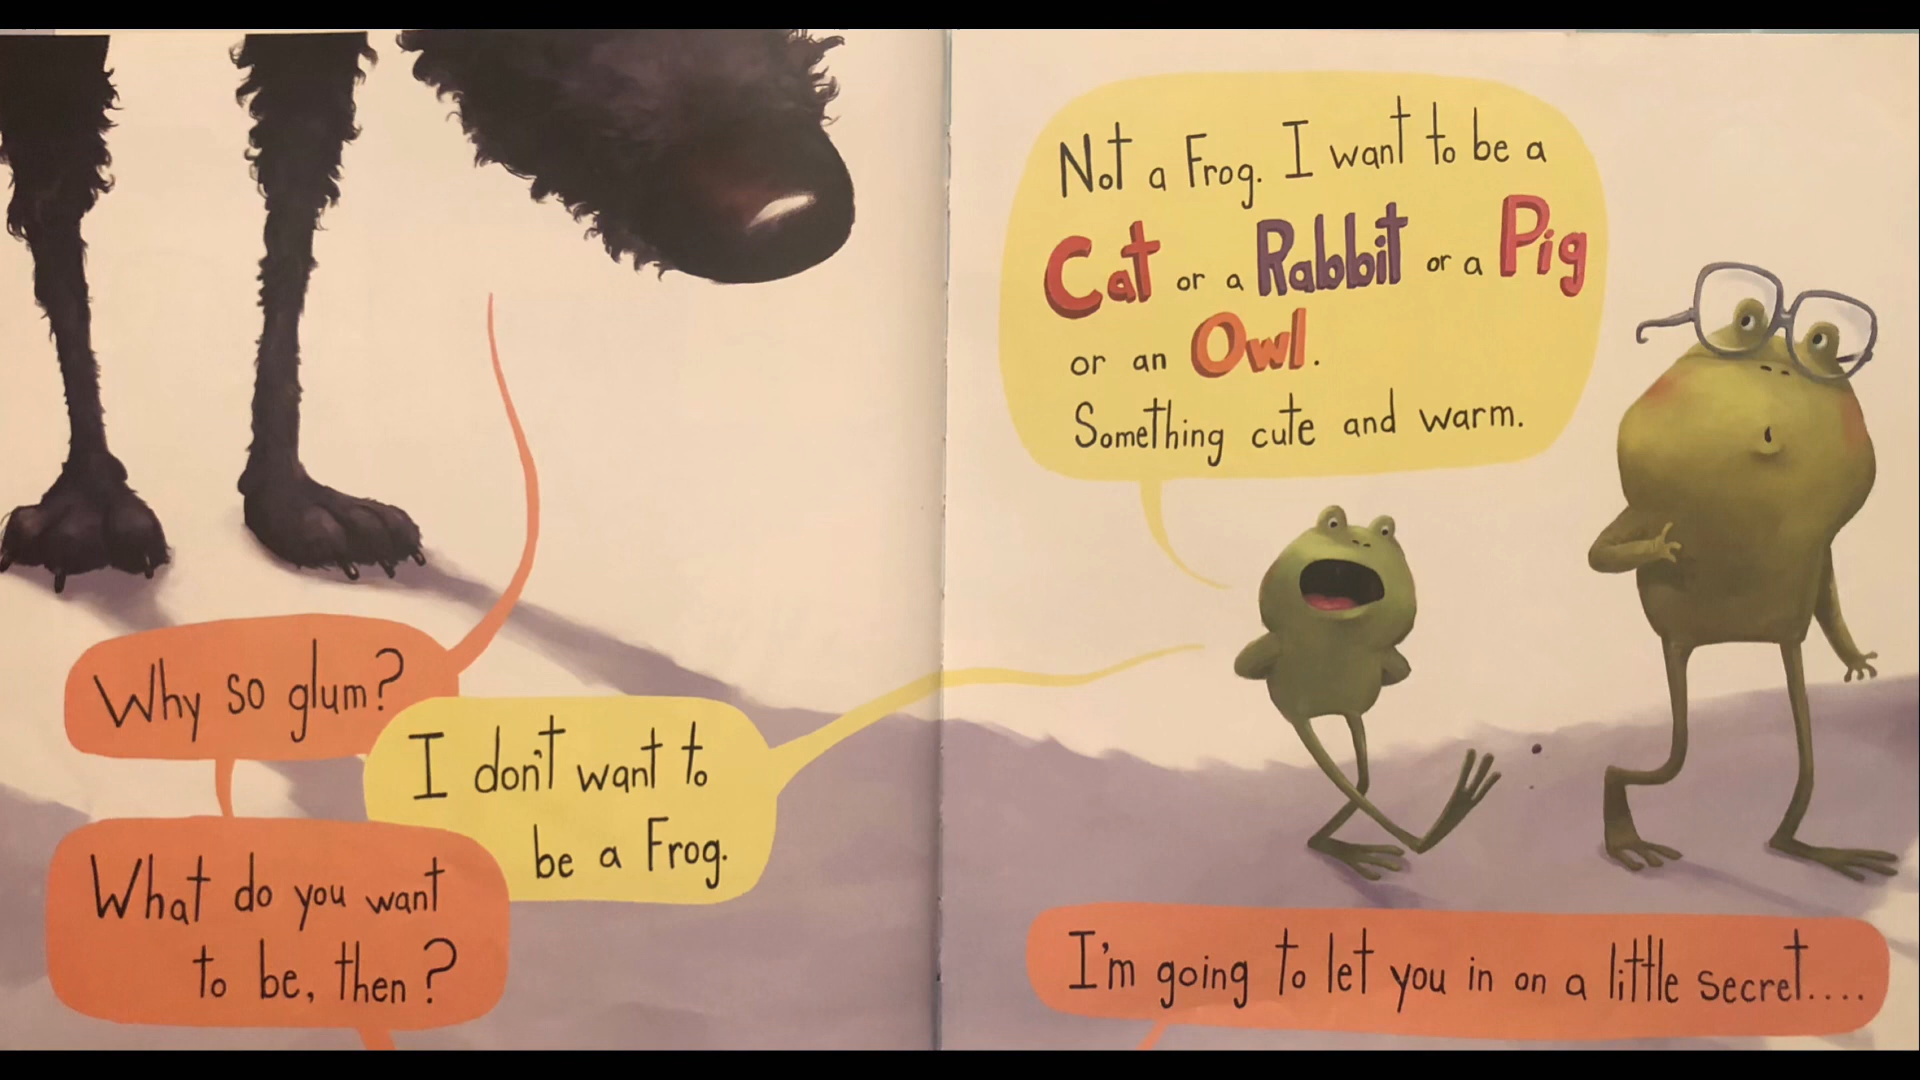 Why so glum?
I don't want to
be a Frog.
What do you want
to be, then?
Not a Frog. I want to be a
Cat or a Rabbit or a Pig
or an Owl.
Something cute and warm.
I'm going to let you in on a little secret....